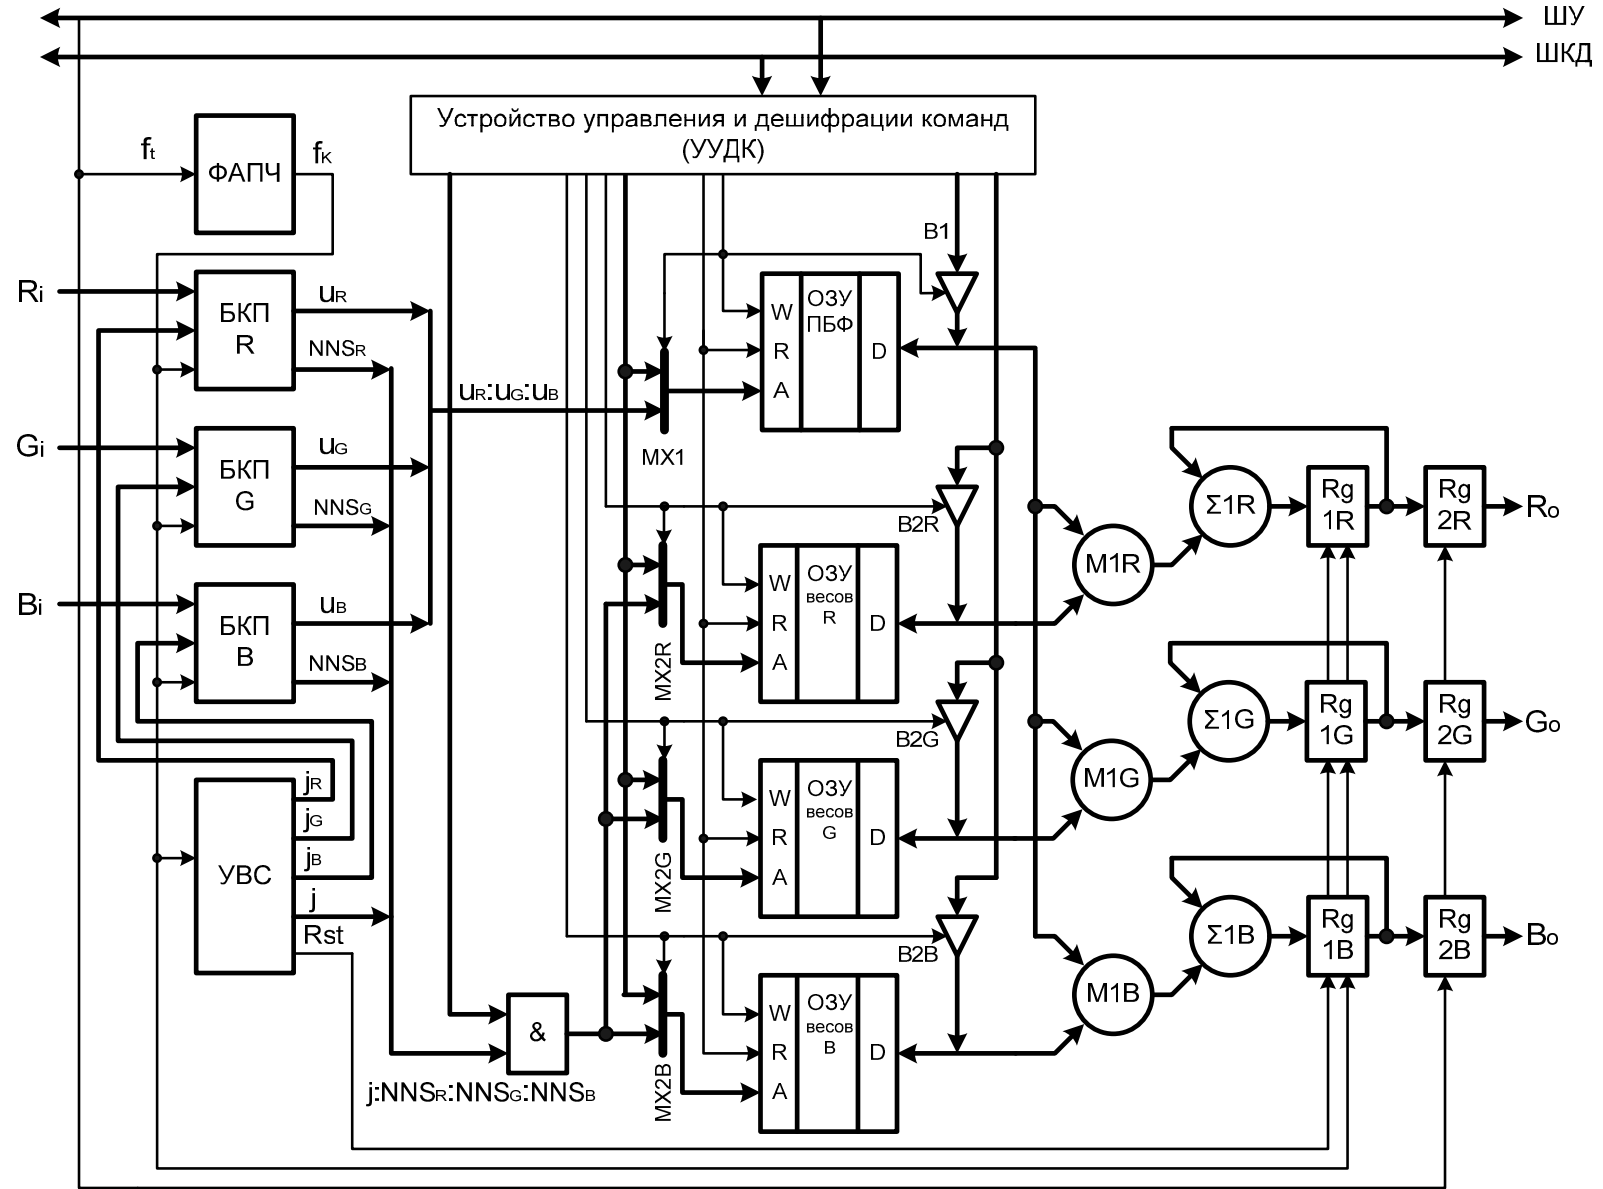 ШУ
ШКД
Устройство управления и дешифрации команд
(УУДК)
ft
ФАПЧ
fK
B1
Ri
БКП
R
uR
NNSR
W
R
A
ОЗУ
ПБФ
D
uR:uG:uB
MX1
Gi
БКП
G
uG
NNSG
B2R
Σ1R
Rg
1R
Rg
2R
Ro
M1R
Bi
БКП
B
uB
NNSB
MX2R
W
R
A
ОЗУ
весов
R
D
B2G
Σ1G
Rg
1G
Rg
2G
Go
M1G
УВС
jR
jG
jB
j
Rst
MX2G
W
R
A
ОЗУ
весов
G
D
B2B
Σ1B
Rg
1B
Rg
2B
Bo
M1B
&
j:NNSR:NNSG:NNSB
MX2B
W
R
A
ОЗУ
весов
B
D